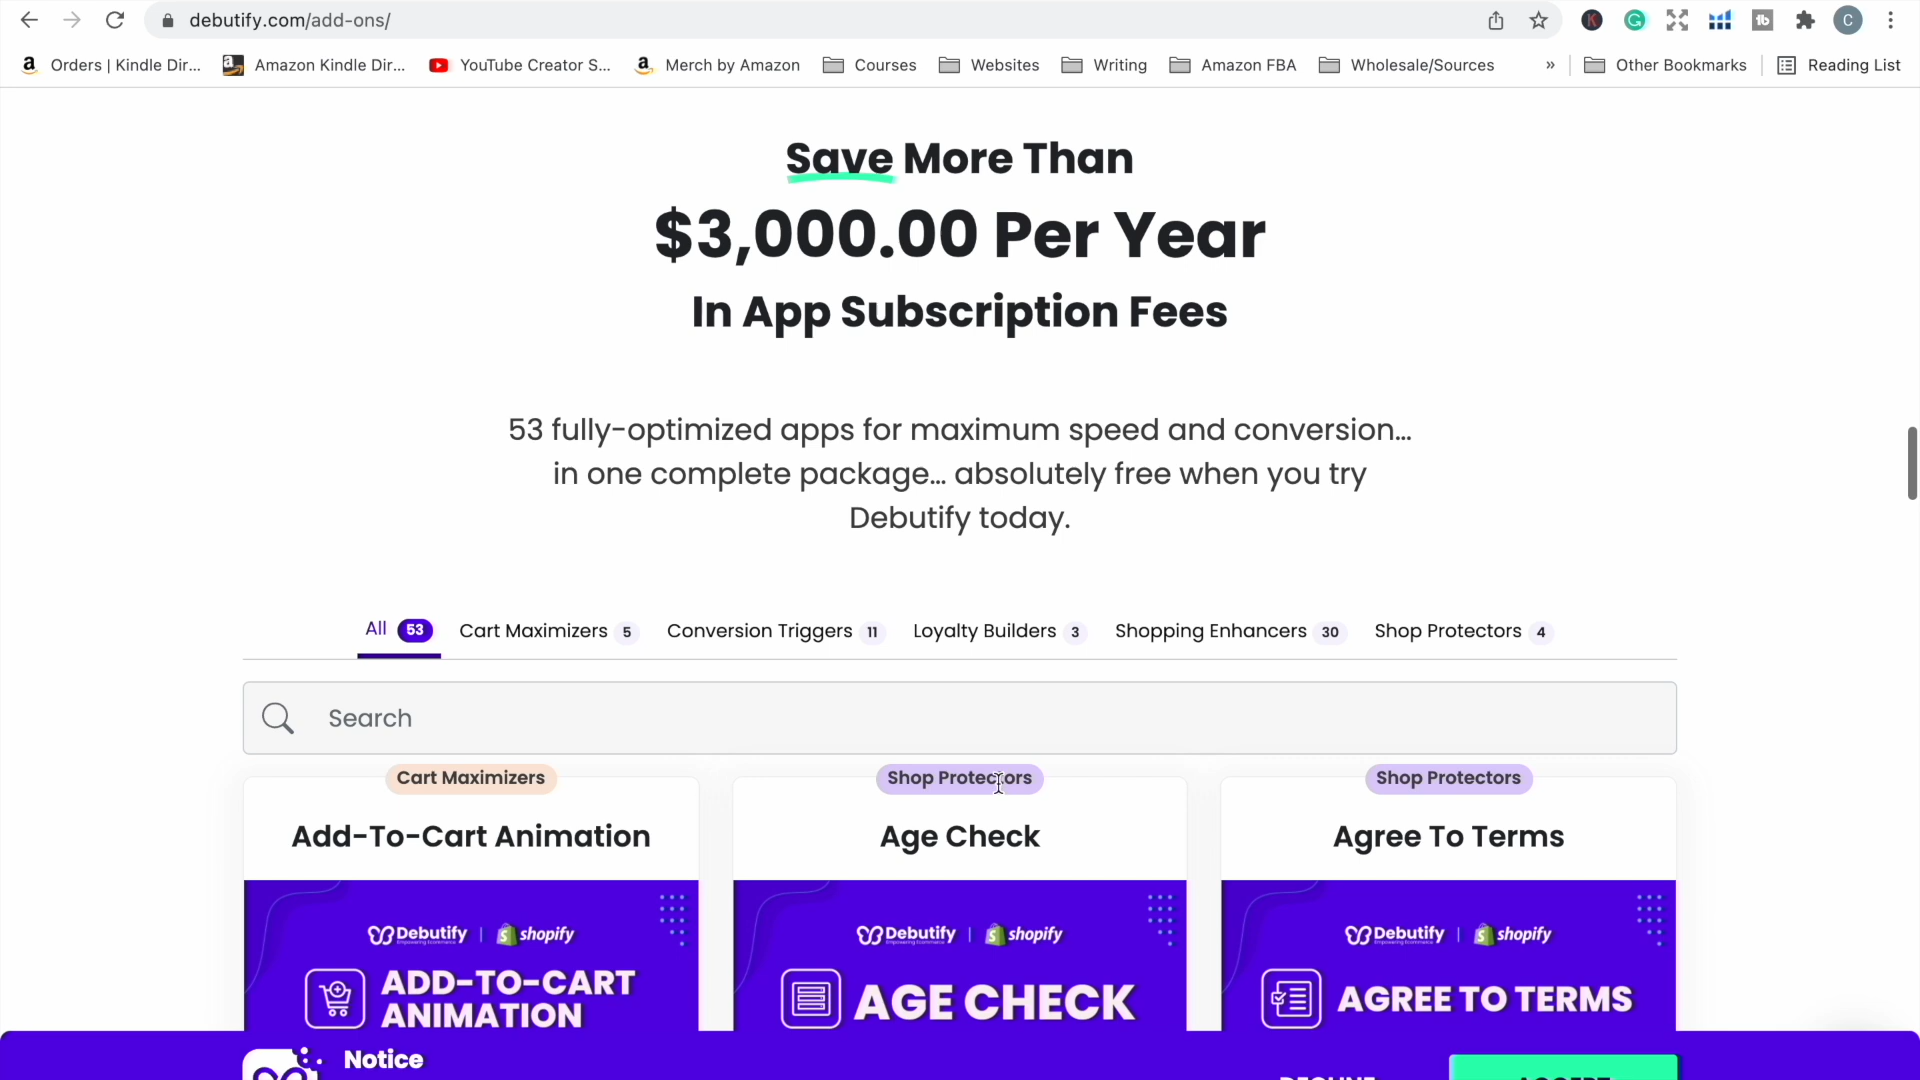 debutify.com/add-ons/
C
Orders | Kindle Dir...
Amazon Kindle Dir...
YouTube Creator S...
Merch by Amazon
Courses
Websites
Writing
Amazon FBA
Wholesale/Sources
»
Other Bookmarks
Reading List
Save More Than
$3,000.00 Per Year
In App Subscription Fees
53 fully-optimized apps for maximum speed and conversion...
in one complete package... absolutely free when you try
Debutify today.
All 53
Cart Maximizers 5
Conversion Triggers 11
Loyalty Builders 3
Shopping Enhancers 30
Shop Protectors 4
Search
Cart Maximizers
Add-To-Cart Animation
Debutify | shopify
ADD-TO-CART
ANIMATION
Shop Protectors
Age Check
Debutify | shopify
AGE CHECK
Shop Protectors
Agree To Terms
Debutify | shopify
AGREE TO TERMS
Notice
DECLINE
ACCEPT